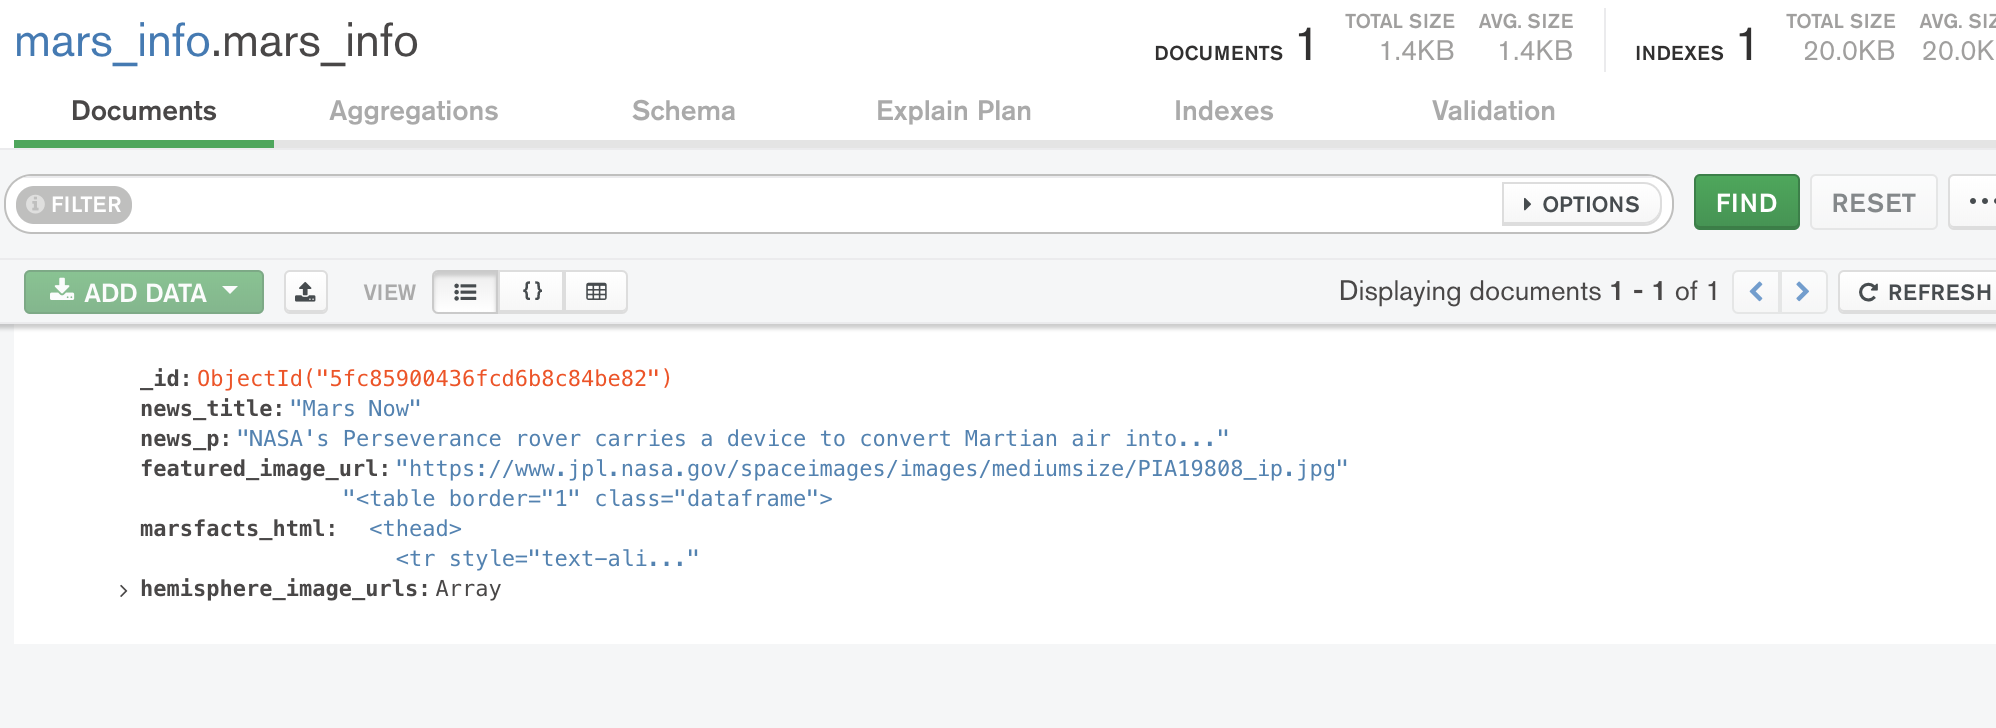 mars_info.mars_info
DOCUMENTS 1 TOTAL SIZE 1.4KB AVG. SIZE 1.4KB INDEXES 1 TOTAL SIZE 20.0KB AVG. SIZ 20.0K
Documents Aggregations Schema Explain Plan Indexes Validation
FILTER OPTIONS FIND RESET
ADD DATA VIEW {} Displaying documents 1 - 1 of 1 REFRESH
_id: ObjectId("5fc85900436fcd6b8c84be82")
news_title: "Mars Now"
news_p: "NASA's Perseverance rover carries a device to convert Martian air into..."
featured_image_url: "https://www.jpl.nasa.gov/spaceimages/images/mediumsize/PIA19808_ip.jpg"
"<table border="1" class="dataframe">
marsfacts_html: <thead>
<tr style="text-ali..."
hemisphere_image_urls: Array